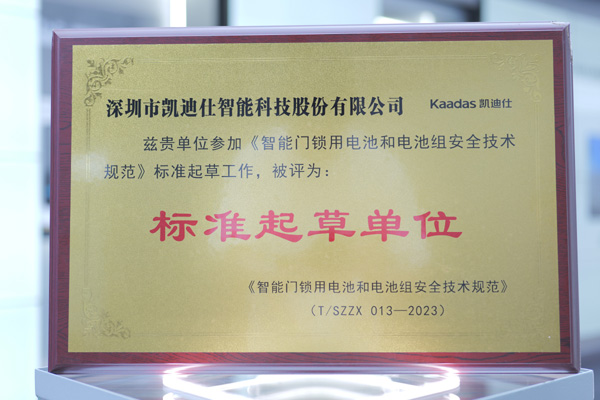 深圳市凯迪仕智能科技股份有限公司 Kaadas 凯迪仕
兹贵单位参加《智能门锁用电池和电池组安全技术
规范》标准起草工作，被评为：
标准起草单位
《智能门锁用电池和电池组安全技术规范》
（T/SZZX 013—2023）